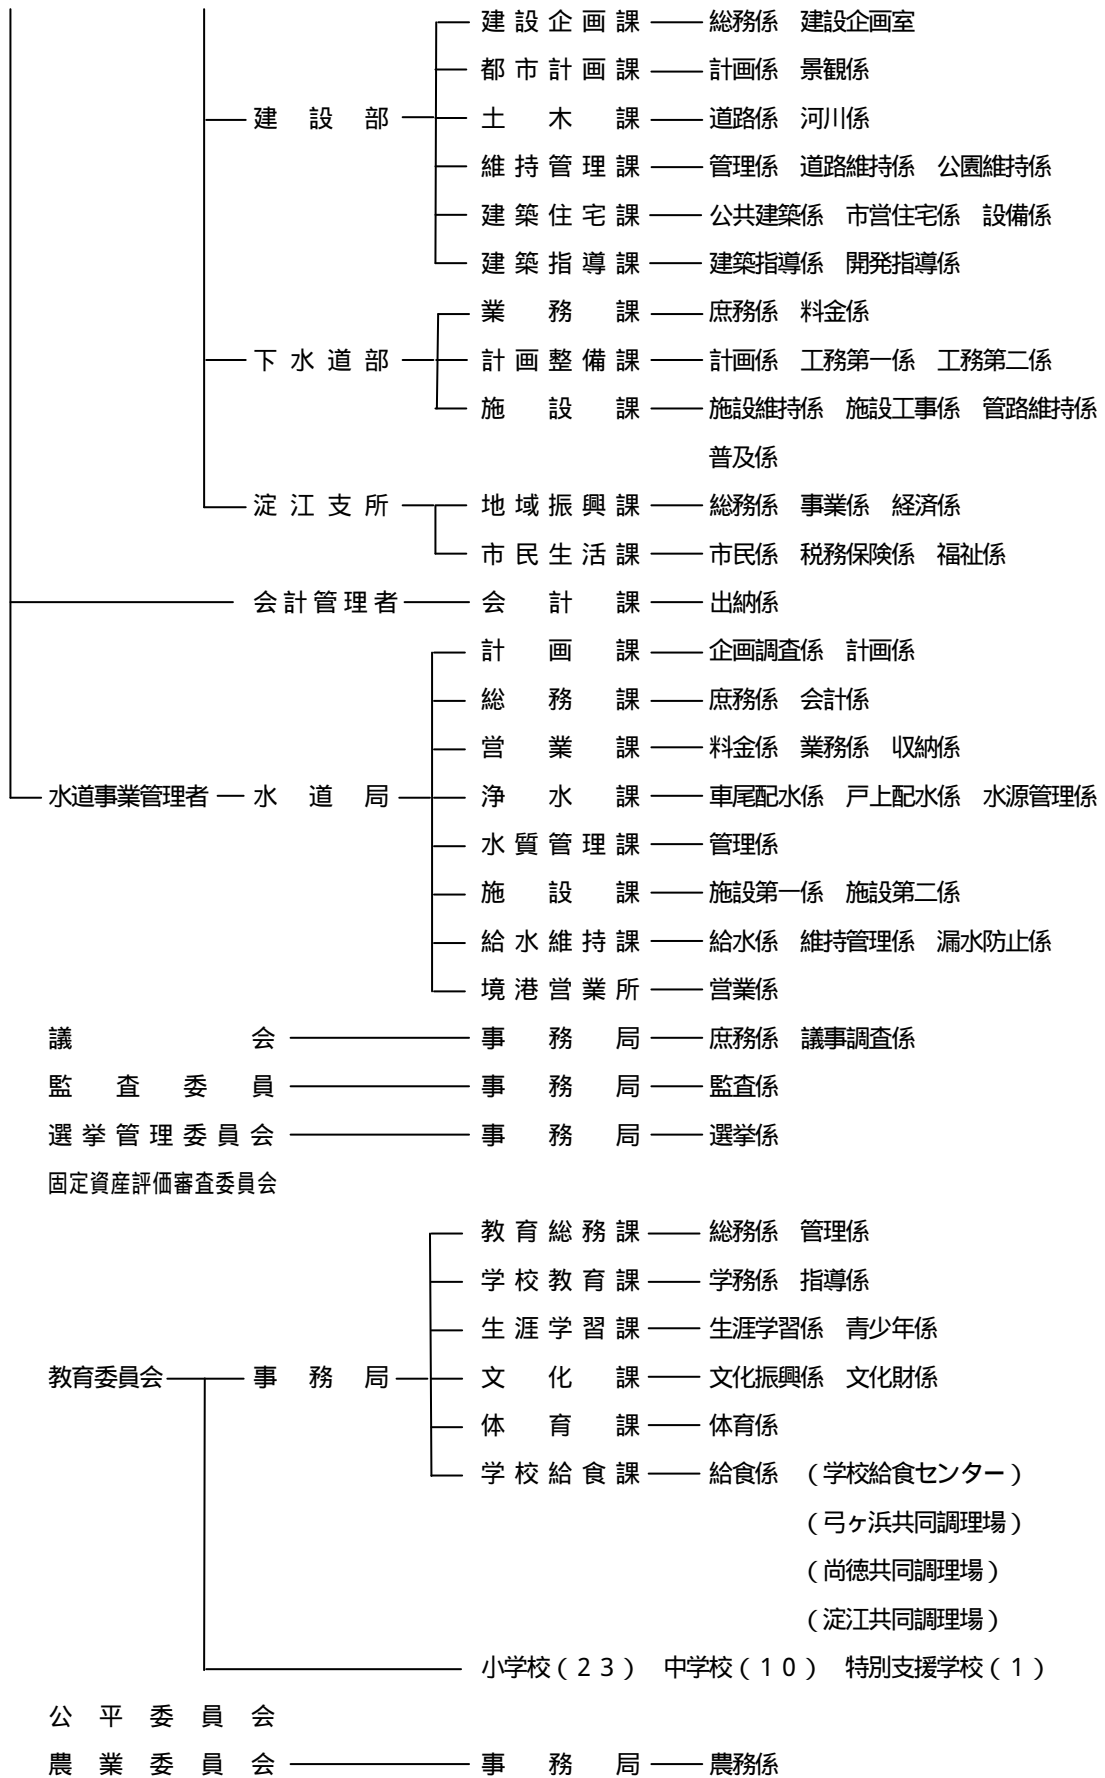 建設企画課 総務係 建設企画室
都市計画課 計画係 景観係
建設部 土木課 道路係 河川係
維持管理課 管理係 道路維持係 公園維持係
建築住宅課 公共建築係 市営住宅係 設備係
建築指導課 建築指導係 開発指導係
業務課 庶務係 料金係
下水道部 計画整備課 計画係 工務第一係 工務第二係
施設課 施設維持係 施設工事係 管路維持係
普及係
淀江支所 地域振興課 総務係 事業係 経済係
市民生活課 市民係 税務保険係 福祉係
会計管理者 会計課 出納係
計画課 企画調査係 計画係
総務課 庶務係 会計係
営業課 料金係 業務係 収納係
水道事業管理者 水道局 浄水課 車尾配水係 戸上配水係 水源管理係
水質管理課 管理係
施設課 施設第一係 施設第二係
給水維持課 給水係 維持管理係 漏水防止係
境港営業所 営業係
議会 事務局 庶務係 議事調査係
監査委員 事務局 監査係
選挙管理委員会 事務局 選挙係
固定資産評価審査委員会
教育総務課 総務係 管理係
学校教育課 学務係 指導係
生涯学習課 生涯学習係 青少年係
教育委員会 事務局 文化課 文化振興係 文化財係
体育課 体育係
学校給食課 給食係 （学校給食センター）
（弓ヶ浜共同調理場）
（尚徳共同調理場）
（淀江共同調理場）
小学校（２３） 中学校（１０） 特別支援学校（１）
公平委員会
農業委員会 事務局 農務係